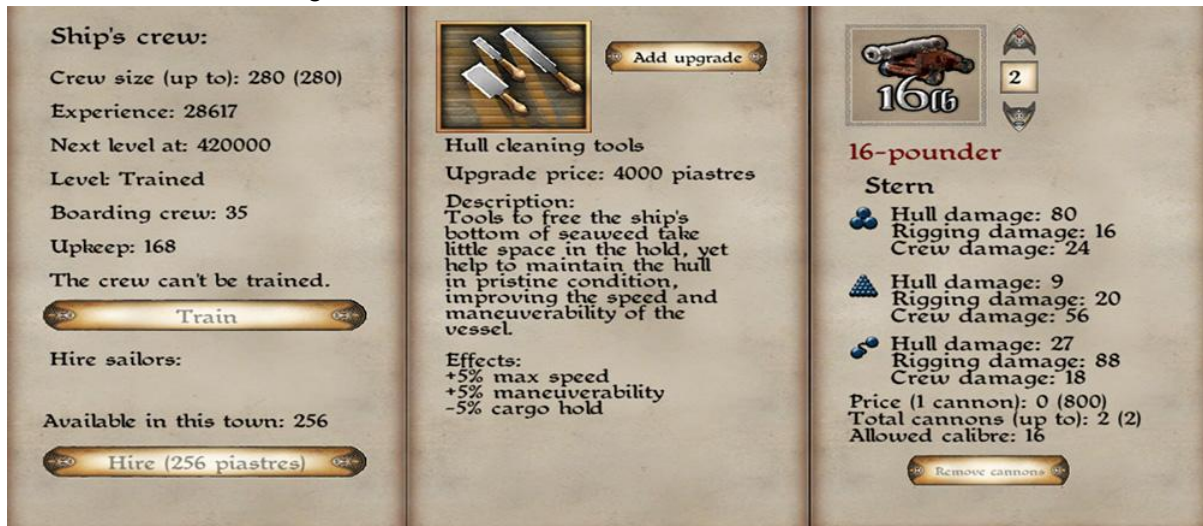 Ship's crew:
Crew size (up to): 280 (280)
Experience: 28617
Next level at: 420000
Level: Trained
Boarding crew: 35
Upkeep: 168
The crew can't be trained.
Train
Hire sailors:
Available in this town: 256
Hire (256 piastres)
Add upgrade
Hull cleaning tools
Upgrade price: 4000 piastres
Description:
Tools to free the ship's
bottom of seaweed take
little space in the hold, yet
help to maintain the hull
in pristine condition,
improving the speed and
maneuverability of the
vessel.
Effects:
+5% max speed
+5% maneuverability
-5% cargo hold
16lb
2
16-pounder
Stern
Hull damage: 80
Rigging damage: 16
Crew damage: 24
Hull damage: 9
Rigging damage: 20
Crew damage: 56
Hull damage: 27
Rigging damage: 88
Crew damage: 18
Price (1 cannon): 0 (800)
Total cannons (up to): 2 (2)
Allowed calibre: 16
Remove cannons